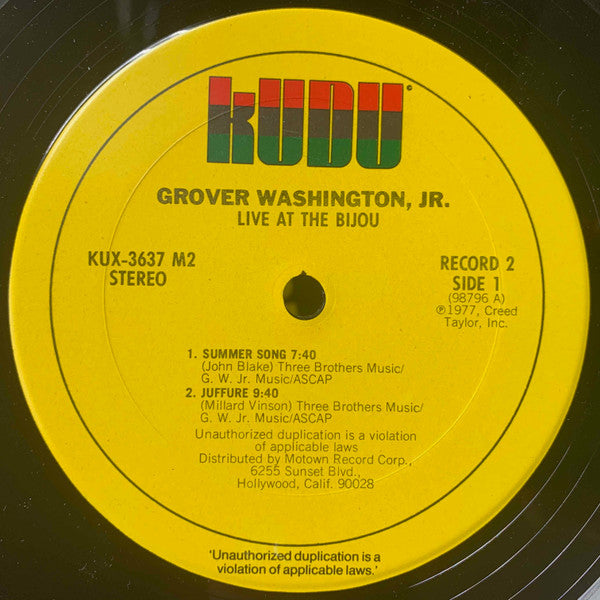 kUDU
GROVER WASHINGTON, JR.
LIVE AT THE BIJOU
KUX-3637 M2
STEREO
RECORD 2
SIDE 1
(98796 A)
℗1977, Creed
Taylor, Inc.
1. SUMMER SONG 7:40
(John Blake) Three Brothers Music/
G. W. Jr. Music/ASCAP
2. JUFFURE 9:40
(Millard Vinson) Three Brothers Music/
G. W. Jr. Music/ASCAP
Unauthorized duplication is a violation
of applicable laws
Distributed by Motown Record Corp.,
6255 Sunset Blvd.,
Hollywood, Calif. 90028
'Unauthorized duplication is a
violation of applicable laws.'